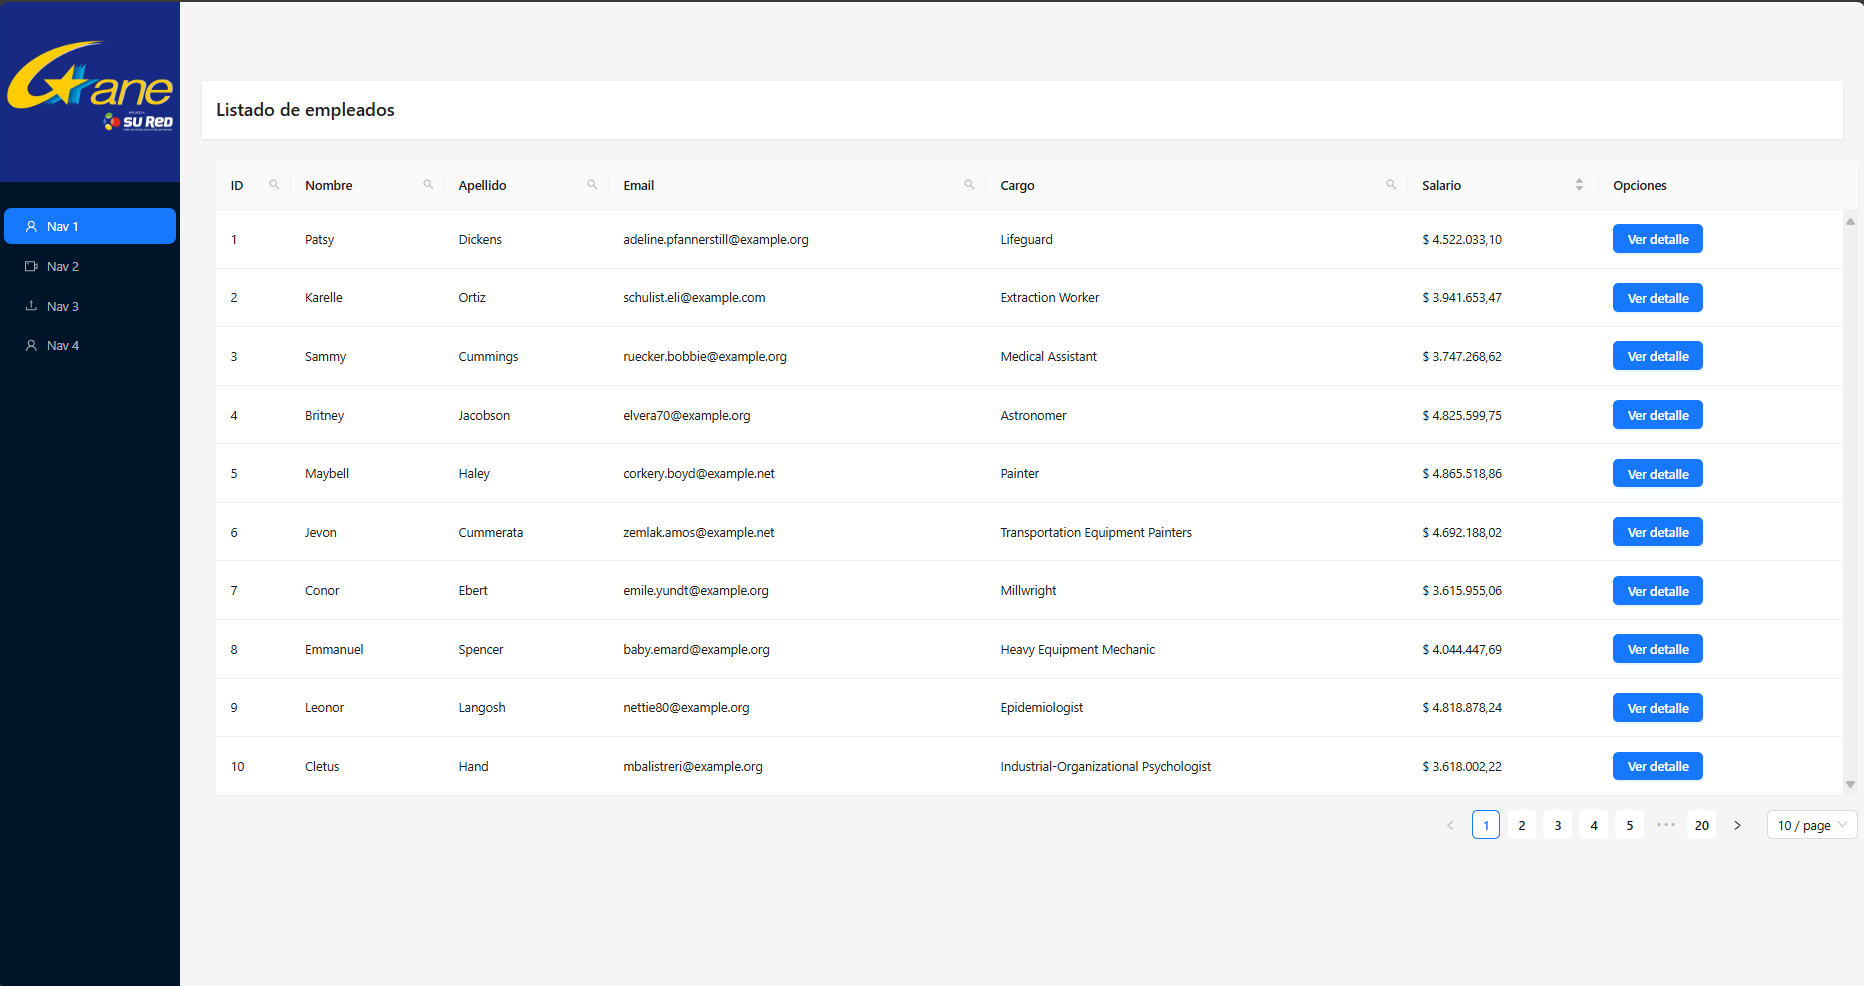 Gane
SU RED
Nav 1
Nav 2
Nav 3
Nav 4
Listado de empleados
ID Nombre Apellido Email Cargo Salario Opciones
1 Patsy Dickens adeline.pfannerstill@example.org Lifeguard $ 4.522.033,10 Ver detalle
2 Karelle Ortiz schulist.eli@example.com Extraction Worker $ 3.941.653,47 Ver detalle
3 Sammy Cummings ruecker.bobbie@example.org Medical Assistant $ 3.747.268,62 Ver detalle
4 Britney Jacobson elvera70@example.org Astronomer $ 4.825.599,75 Ver detalle
5 Maybell Haley corkery.boyd@example.net Painter $ 4.865.518,86 Ver detalle
6 Jevon Cummerata zemlak.amos@example.net Transportation Equipment Painters $ 4.692.188,02 Ver detalle
7 Conor Ebert emile.yundt@example.org Millwright $ 3.615.955,06 Ver detalle
8 Emmanuel Spencer baby.emard@example.org Heavy Equipment Mechanic $ 4.044.447,69 Ver detalle
9 Leonor Langosh nettie80@example.org Epidemiologist $ 4.818.878,24 Ver detalle
10 Cletus Hand mbalistreri@example.org Industrial-Organizational Psychologist $ 3.618.002,22 Ver detalle
< 1 2 3 4 5 ••• 20 > 10 / page